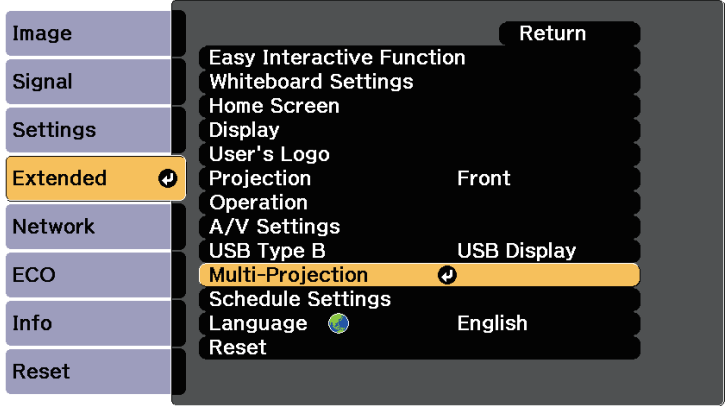 Image
Signal
Settings
Extended
Network
ECO
Info
Reset
Return
Easy Interactive Function
Whiteboard Settings
Home Screen
Display
User's Logo
Projection Front
Operation
A/V Settings
USB Type B USB Display
Multi-Projection
Schedule Settings
Language English
Reset